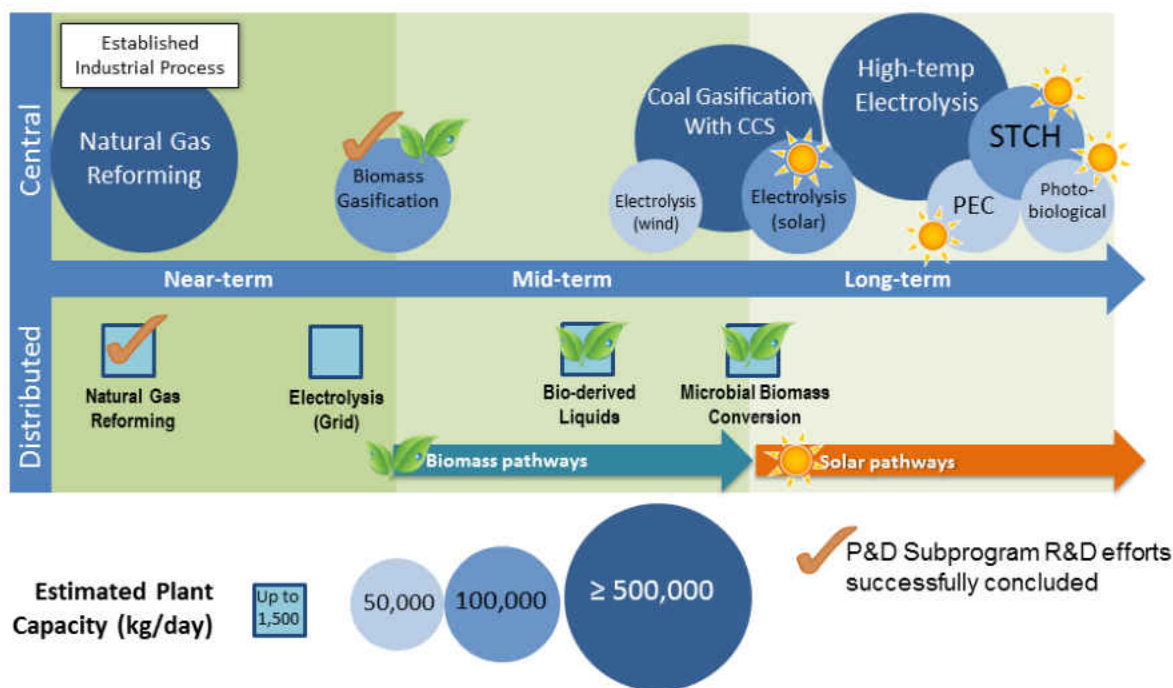 Established
Industrial Process
Central
Natural Gas
Reforming
Biomass
Gasification
Coal Gasification
With CCS
Electrolysis
(wind)
Electrolysis
(solar)
High-temp
Electrolysis
STCH
PEC
Photo-
biological
Near-term
Mid-term
Long-term
Distributed
Natural Gas
Reforming
Electrolysis
(Grid)
Bio-derived
Liquids
Microbial Biomass
Conversion
Biomass pathways
Solar pathways
Estimated Plant
Capacity (kg/day)
Up to
1,500
50,000
100,000
≥ 500,000
P&D Subprogram R&D efforts
successfully concluded